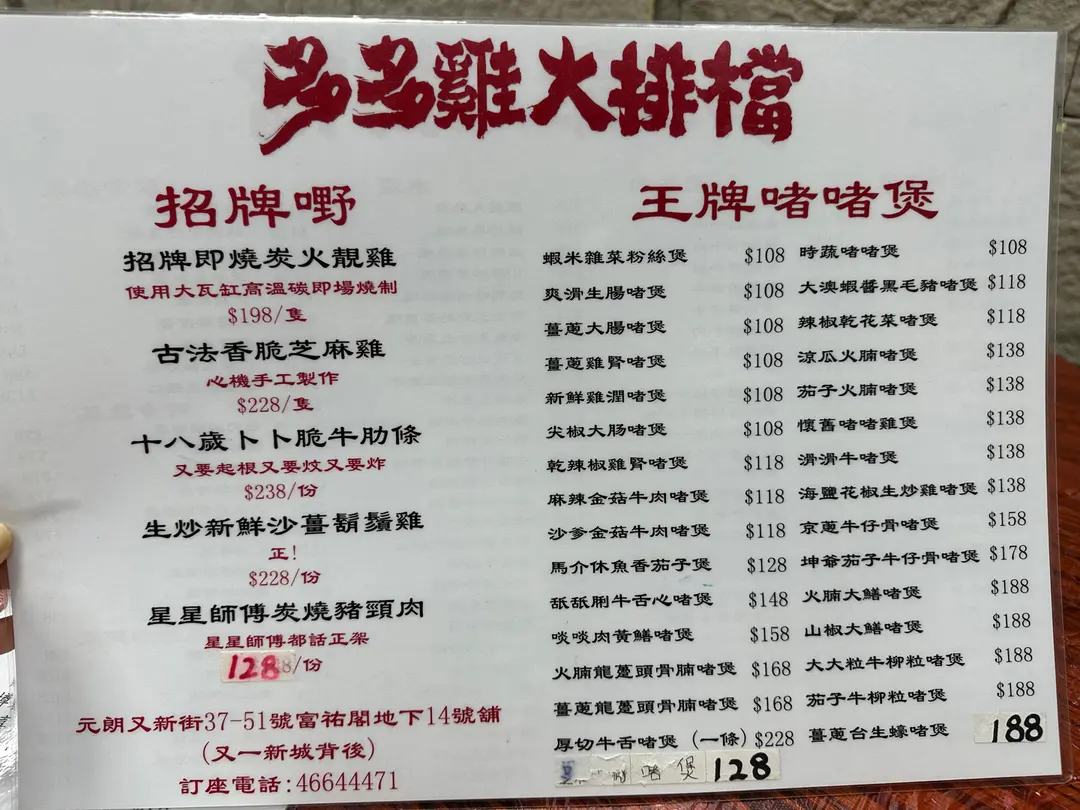 多多雞大排檔
招牌嘢
招牌即燒炭火靚雞
使用大瓦缸高溫碳即場燒制
$198/隻
古法香脆芝麻雞
心機手工製作
$228/隻
十八歲卜卜脆牛肋條
又要起根又要炆又要炸
$238/份
生炒新鮮沙薑鬍鬚雞
正!
$228/份
星星師傅炭燒豬頸肉
星星師傅都話正架
128/份
元朗又新街37-51號富祐閣地下14號舖
(又一新城背後)
訂座電話:46644471
王牌啫啫煲
蝦米雜菜粉絲煲 $108
爽滑生腸啫煲 $108
薑蔥大腸啫煲 $108
薑蔥雞腎啫煲 $108
新鮮雞潤啫煲 $108
尖椒大肠啫煲 $108
乾辣椒雞腎啫煲 $118
麻辣金菇牛肉啫煲 $118
沙爹金菇牛肉啫煲 $118
馬介休魚香茄子煲 $128
舐舐脷牛舌心啫煲 $148
啖啖肉黃鱔啫煲 $158
火腩龍躉頭骨腩啫煲 $168
薑蔥龍躉頭骨腩啫煲 $168
厚切牛舌啫煲 (一條) $228
啫煲 128
時蔬啫啫煲 $108
大澳蝦醬黑毛豬啫煲 $118
辣椒乾花菜啫煲 $118
涼瓜火腩啫煲 $138
茄子火腩啫煲 $138
懷舊啫啫雞煲 $138
滑滑牛啫煲 $138
海鹽花椒生炒雞啫煲 $138
京蔥牛仔骨啫煲 $158
坤爺茄子牛仔骨啫煲 $178
火腩大鱔啫煲 $188
山椒大鱔啫煲 $188
大大粒牛柳粒啫煲 $188
茄子牛柳粒啫煲 $188
薑蔥台生蠔啫煲 188